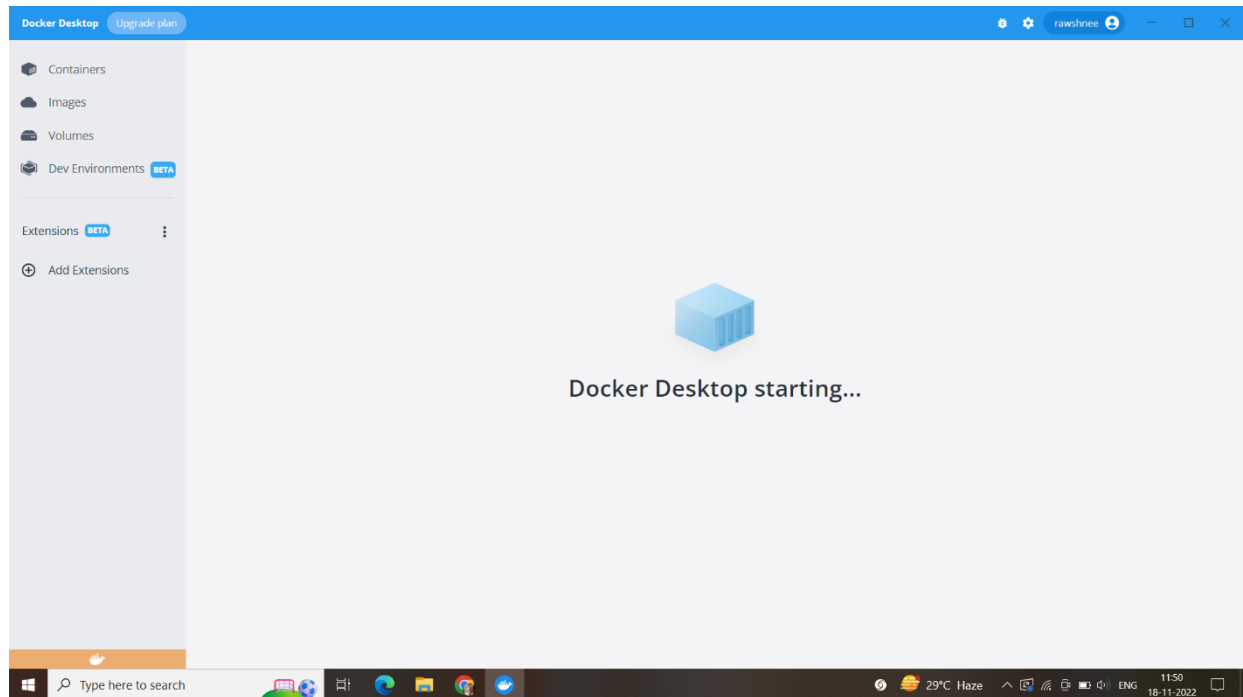 Docker Desktop Upgrade plan rawshnee
Containers
Images
Volumes
Dev Environments BETA
Extensions BETA
Add Extensions
Docker Desktop starting...
Type here to search 29°C Haze ENG 11:50
18-11-2022